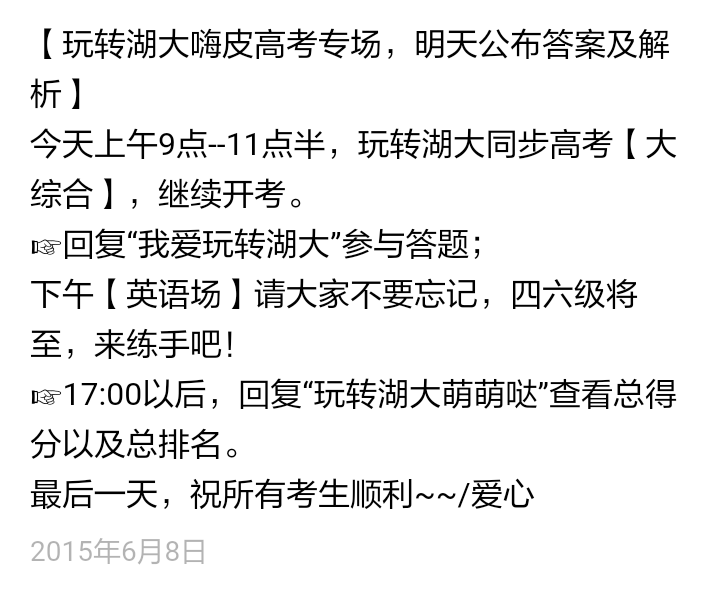 【玩转湖大嗨皮高考专场，明天公布答案及解
析】
今天上午9点--11点半，玩转湖大同步高考【大
综合】，继续开考。
☞回复“我爱玩转湖大”参与答题；
下午【英语场】请大家不要忘记，四六级将
至，来练手吧！
☞17:00以后，回复“玩转湖大萌萌哒”查看总得
分以及总排名。
最后一天，祝所有考生顺利~~/爱心
2015年6月8日